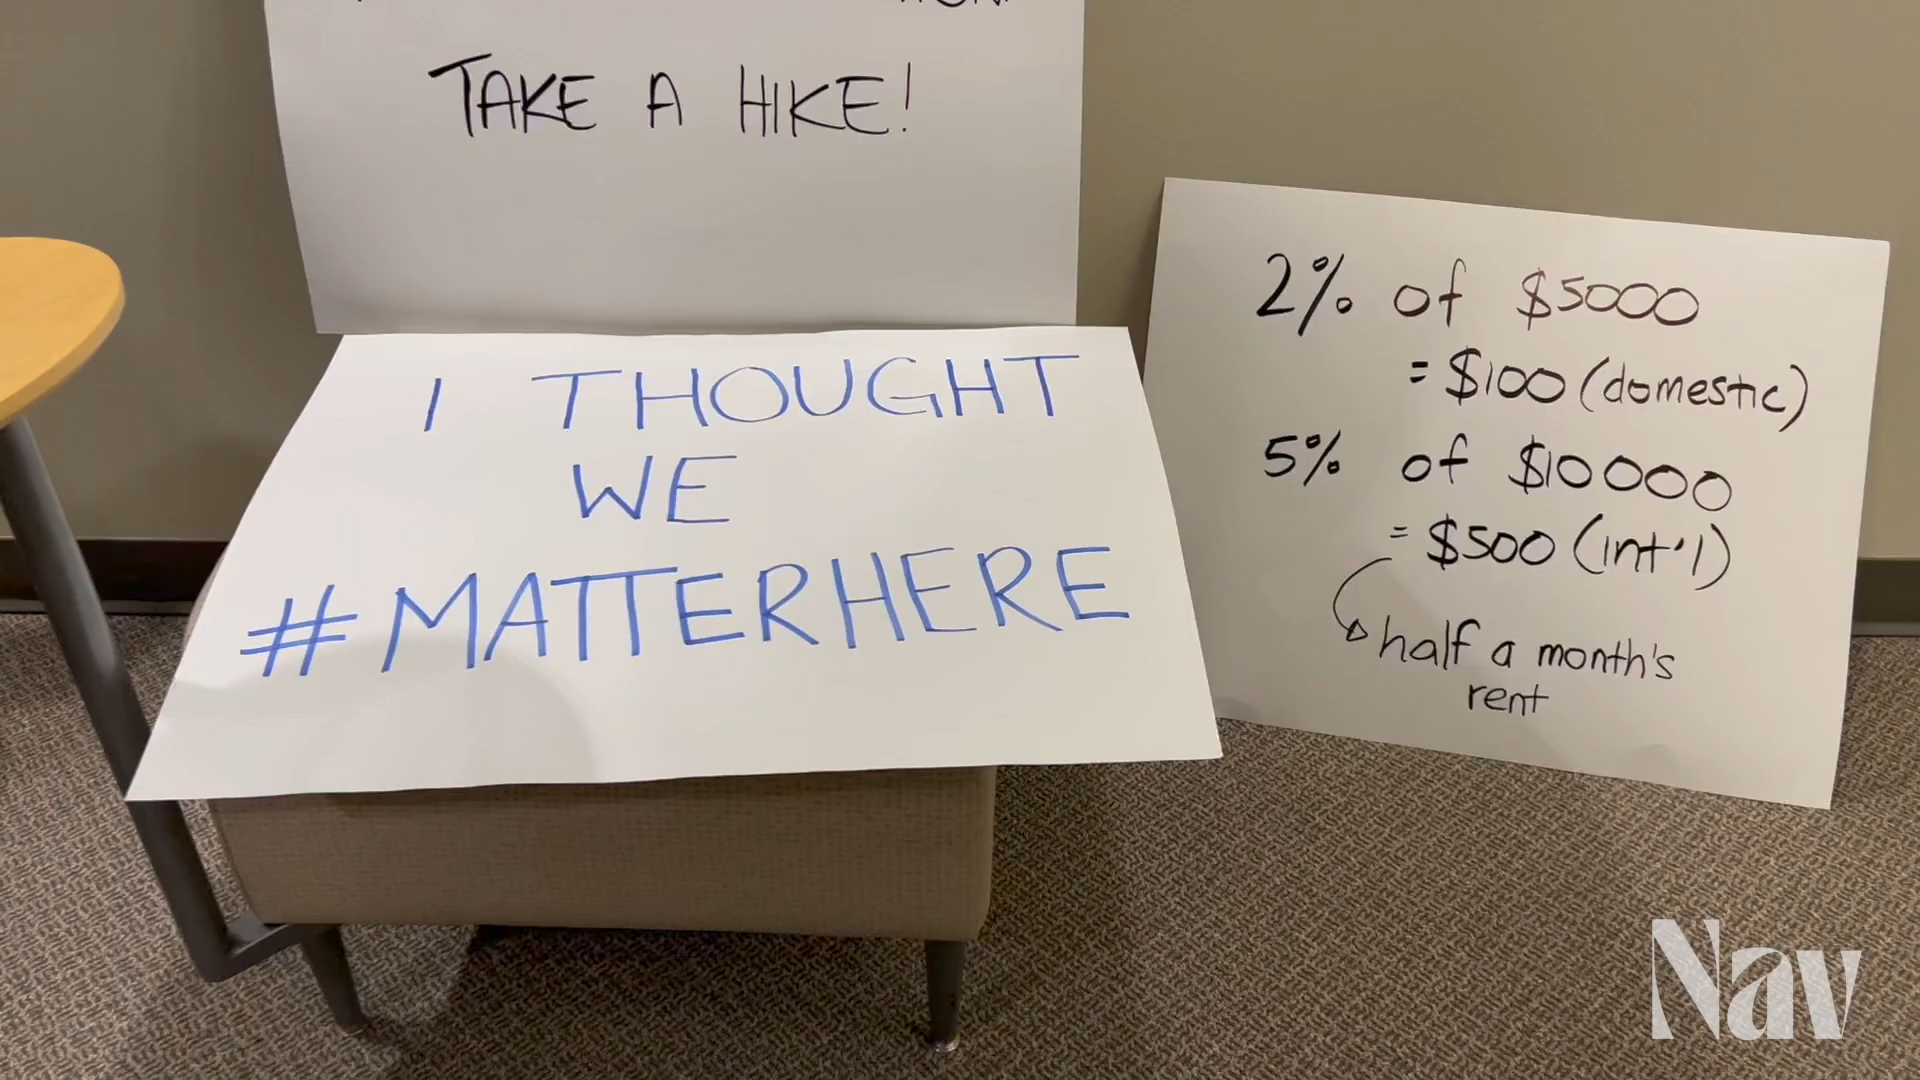 TAKE A HIKE!
I THOUGHT
WE
#MATTERHERE
2% of $5000
= $100 (domestic)
5% of $10000
= $500 (int'l)
half a month's
rent
Nav